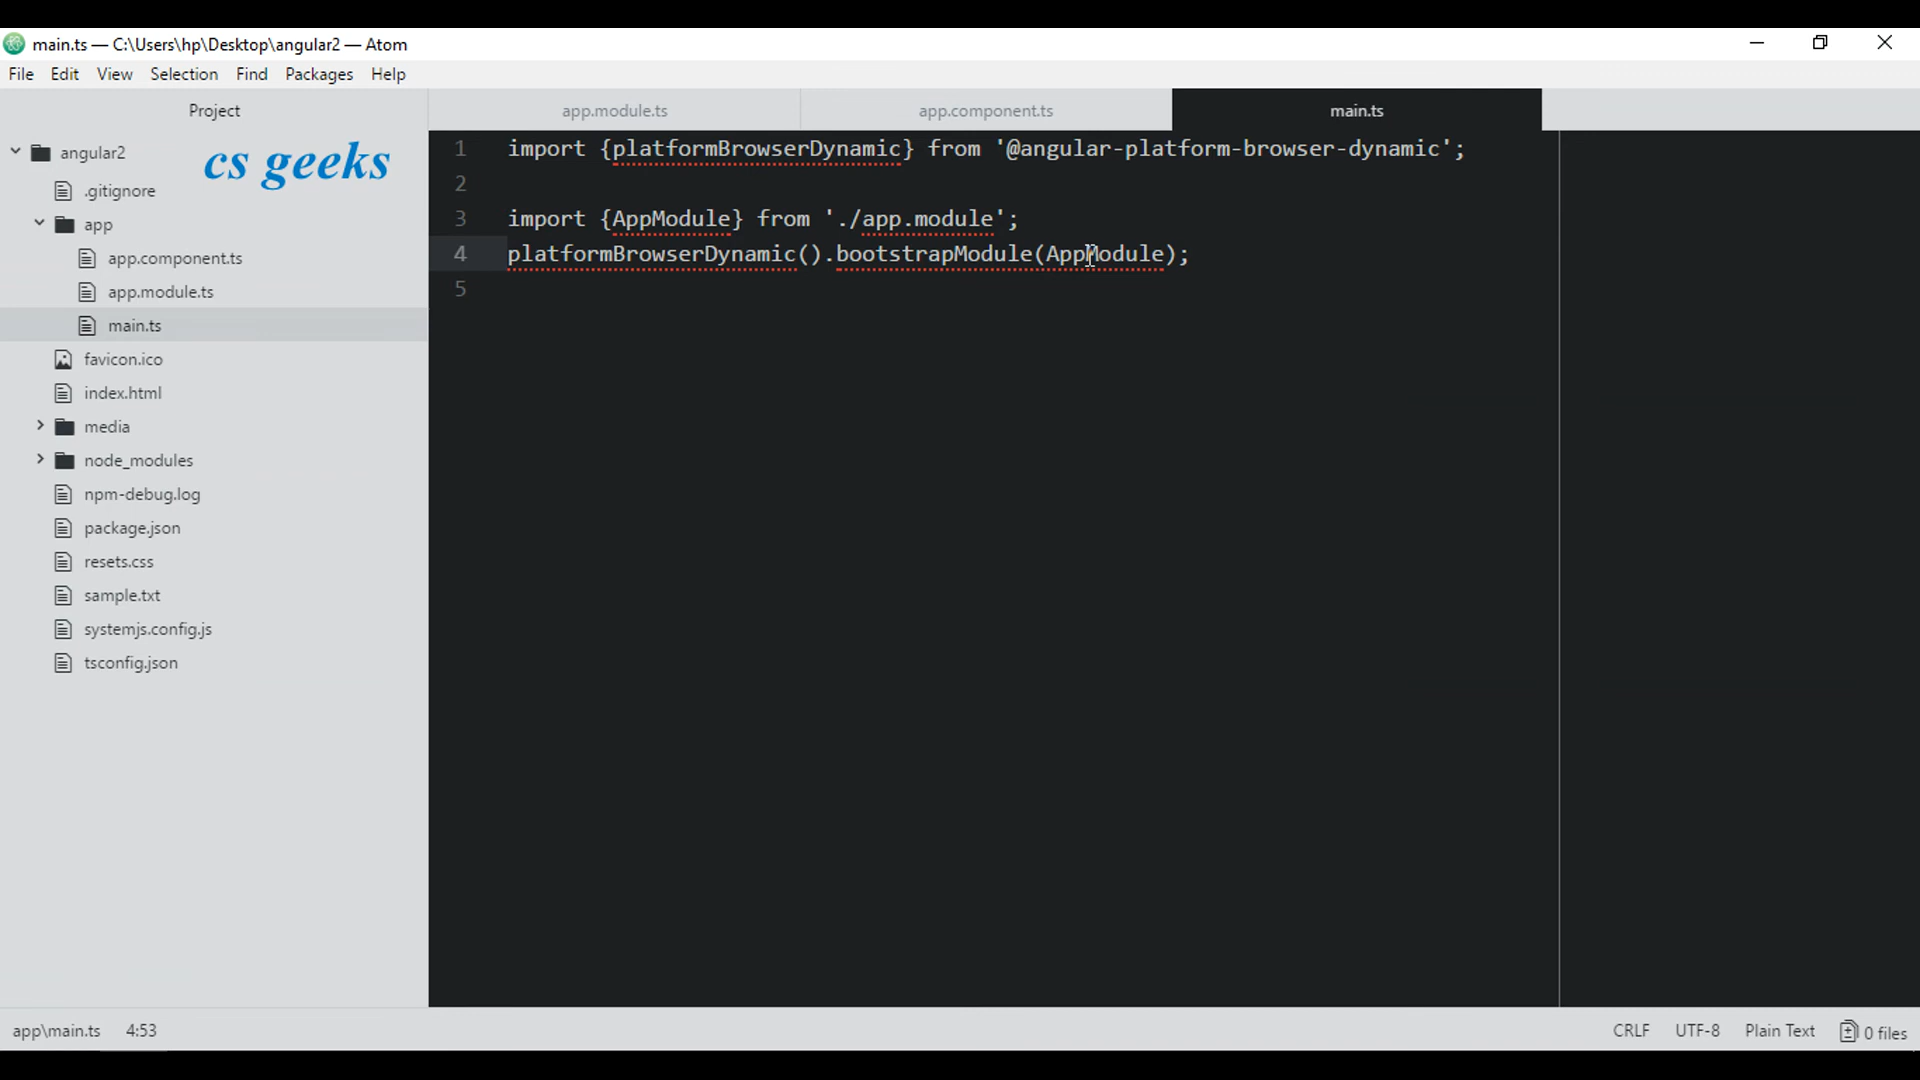 main.ts — C:\Users\hp\Desktop\angular2 — Atom
File Edit View Selection Find Packages Help
Project
app.module.ts
app.component.ts
main.ts
angular2
cs geeks
.gitignore
app
app.component.ts
app.module.ts
main.ts
favicon.ico
index.html
media
node_modules
npm-debug.log
package.json
resets.css
sample.txt
systemjs.config.js
tsconfig.json
1 import {platformBrowserDynamic} from '@angular-platform-browser-dynamic';
2
3 import {AppModule} from './app.module';
4 platformBrowserDynamic().bootstrapModule(AppModule);
5
app\main.ts 4:53
CRLF UTF-8 Plain Text 0 files